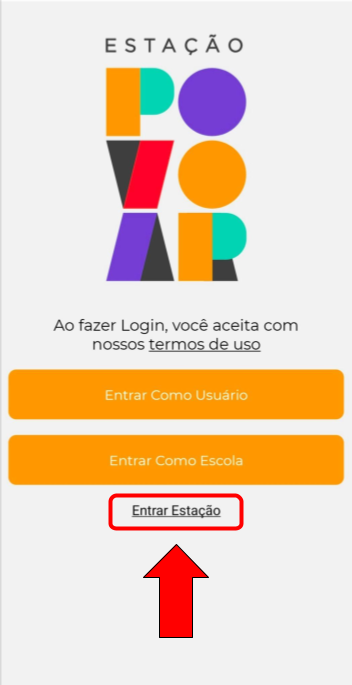 ESTAÇÃO
PO
VO
AR
Ao fazer Login, você aceita com
nossos termos de uso
Entrar Como Usuário
Entrar Como Escola
Entrar Estação